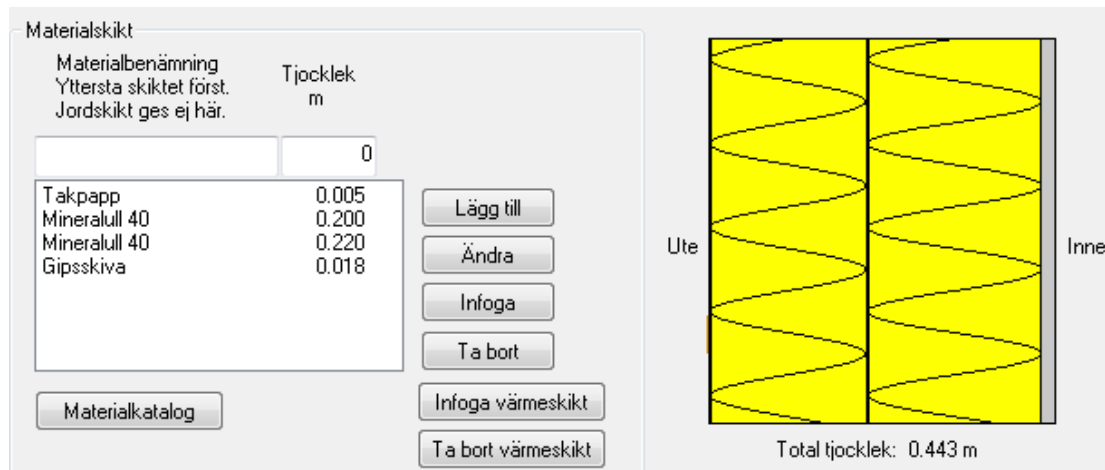 Materialskikt
Materialbenämning
Yttersta skiktet först.
Jordskikt ges ej här.
Tjocklek
m
0
Takpapp 0.005
Mineralull 40 0.200
Mineralull 40 0.220
Gipsskiva 0.018
Lägg till
Ändra
Infoga
Ta bort
Infoga värmeskikt
Ta bort värmeskikt
Materialkatalog
Ute
Inne
Total tjocklek: 0.443 m